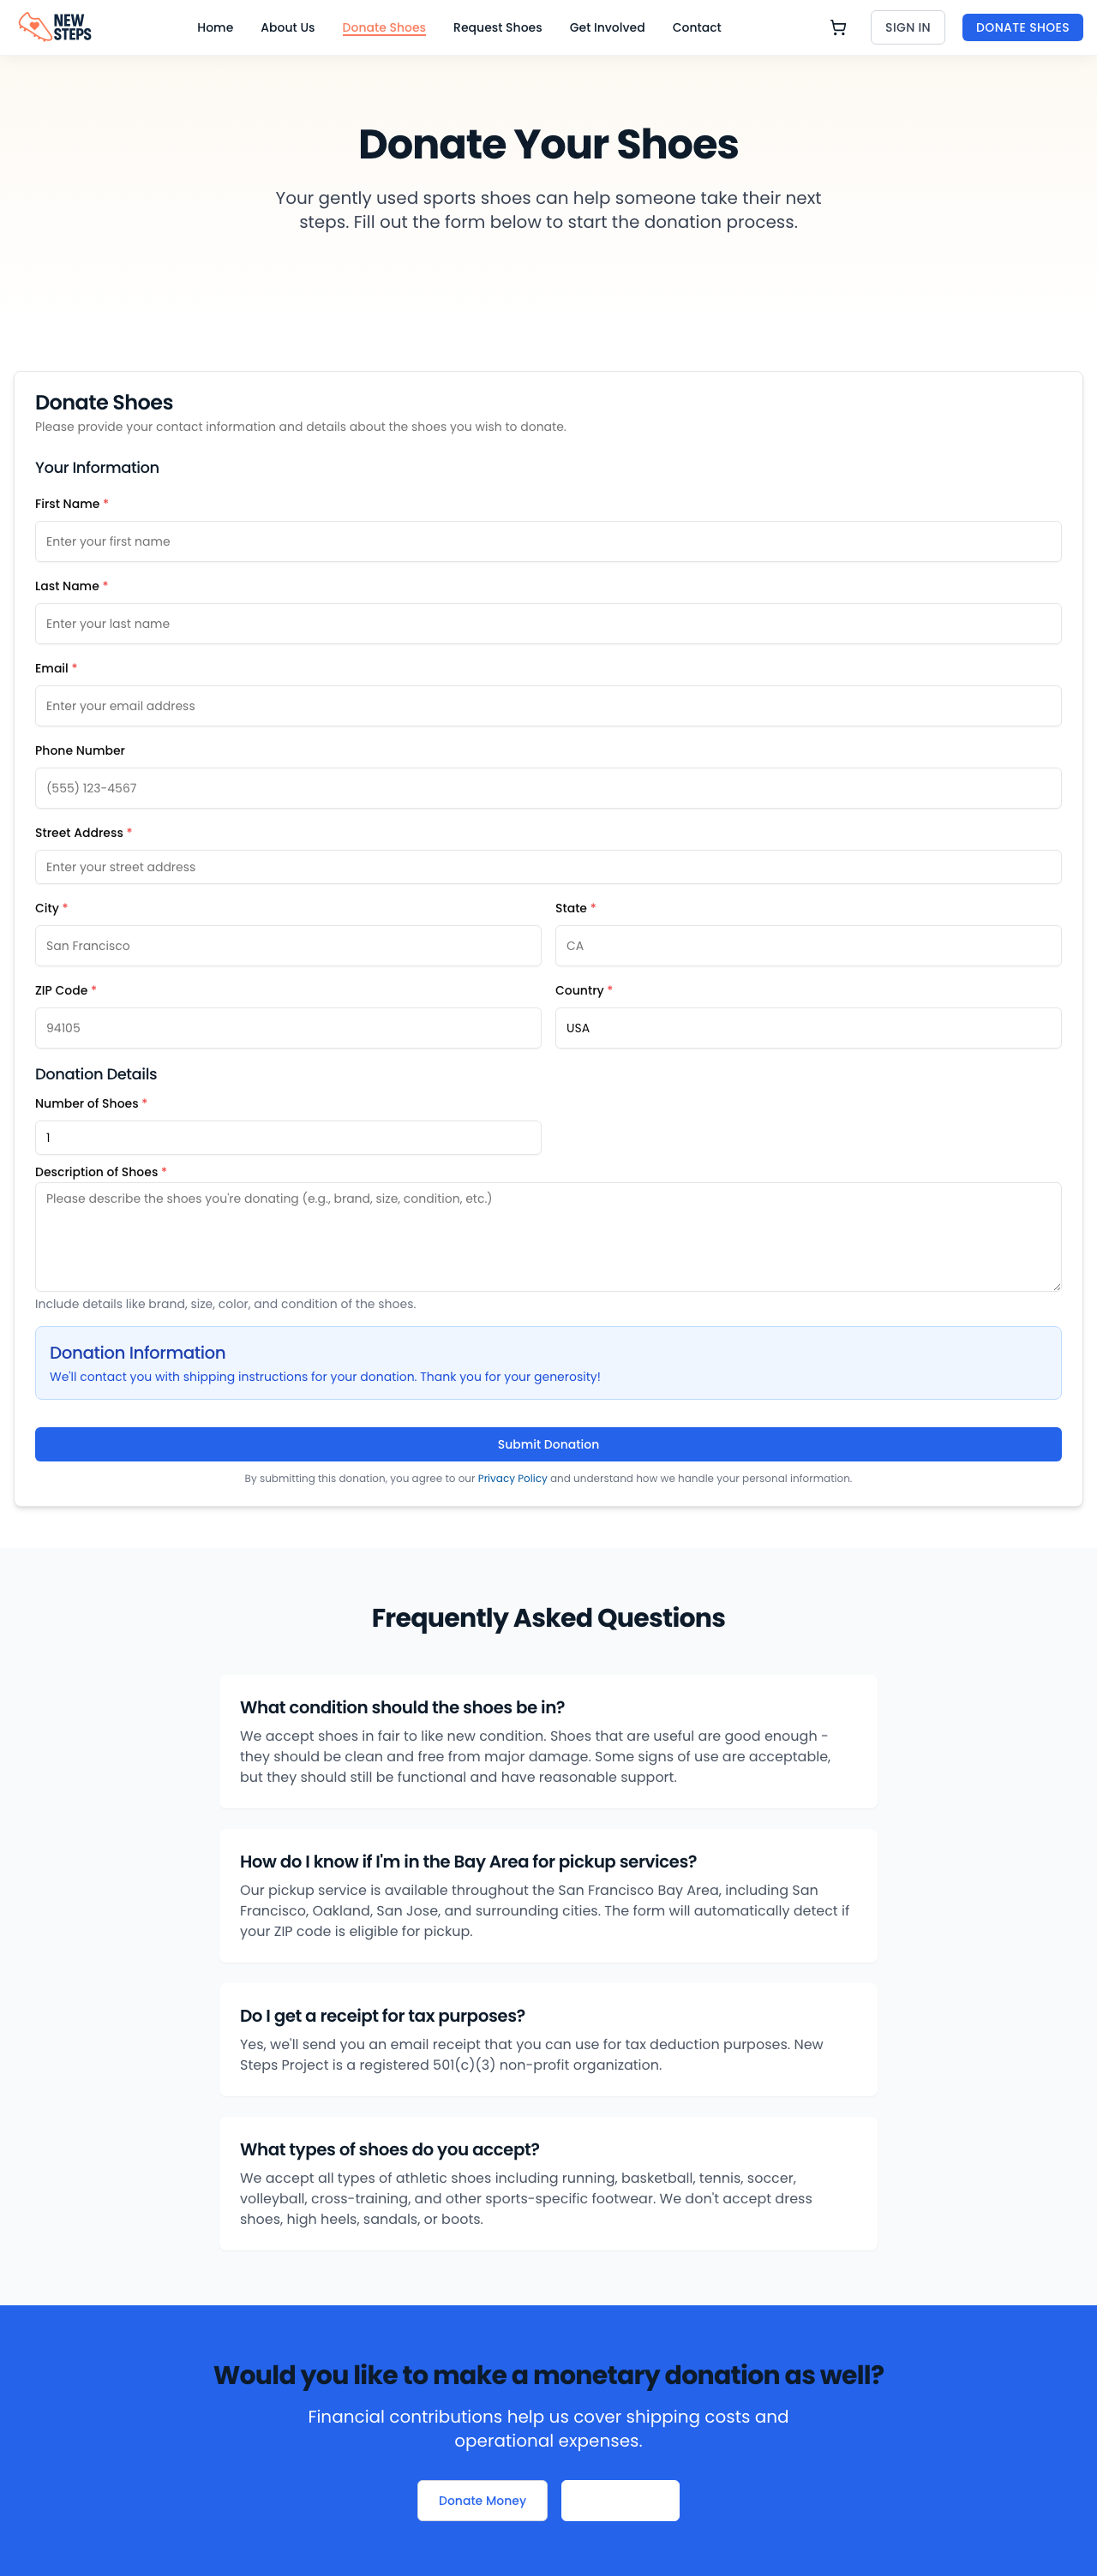 NEW
STEPS
Home
About Us
Donate Shoes
Request Shoes
Get Involved
Contact
SIGN IN
DONATE SHOES
Donate Your Shoes
Your gently used sports shoes can help someone take their next
steps. Fill out the form below to start the donation process.
Donate Shoes
Please provide your contact information and details about the shoes you wish to donate.
Your Information
First Name *
Enter your first name
Last Name *
Enter your last name
Email *
Enter your email address
Phone Number
(555) 123-4567
Street Address *
Enter your street address
City *
State *
San Francisco
CA
ZIP Code *
Country *
94105
USA
Donation Details
Number of Shoes *
1
Description of Shoes *
Please describe the shoes you're donating (e.g., brand, size, condition, etc.)
Include details like brand, size, color, and condition of the shoes.
Donation Information
We'll contact you with shipping instructions for your donation. Thank you for your generosity!
Submit Donation
By submitting this donation, you agree to our Privacy Policy and understand how we handle your personal information.
Frequently Asked Questions
What condition should the shoes be in?
We accept shoes in fair to like new condition. Shoes that are useful are good enough -
they should be clean and free from major damage. Some signs of use are acceptable,
but they should still be functional and have reasonable support.
How do I know if I'm in the Bay Area for pickup services?
Our pickup service is available throughout the San Francisco Bay Area, including San
Francisco, Oakland, San Jose, and surrounding cities. The form will automatically detect if
your ZIP code is eligible for pickup.
Do I get a receipt for tax purposes?
Yes, we'll send you an email receipt that you can use for tax deduction purposes. New
Steps Project is a registered 501(c)(3) non-profit organization.
What types of shoes do you accept?
We accept all types of athletic shoes including running, basketball, tennis, soccer,
volleyball, cross-training, and other sports-specific footwear. We don't accept dress
shoes, high heels, sandals, or boots.
Would you like to make a monetary donation as well?
Financial contributions help us cover shipping costs and
operational expenses.
Donate Money